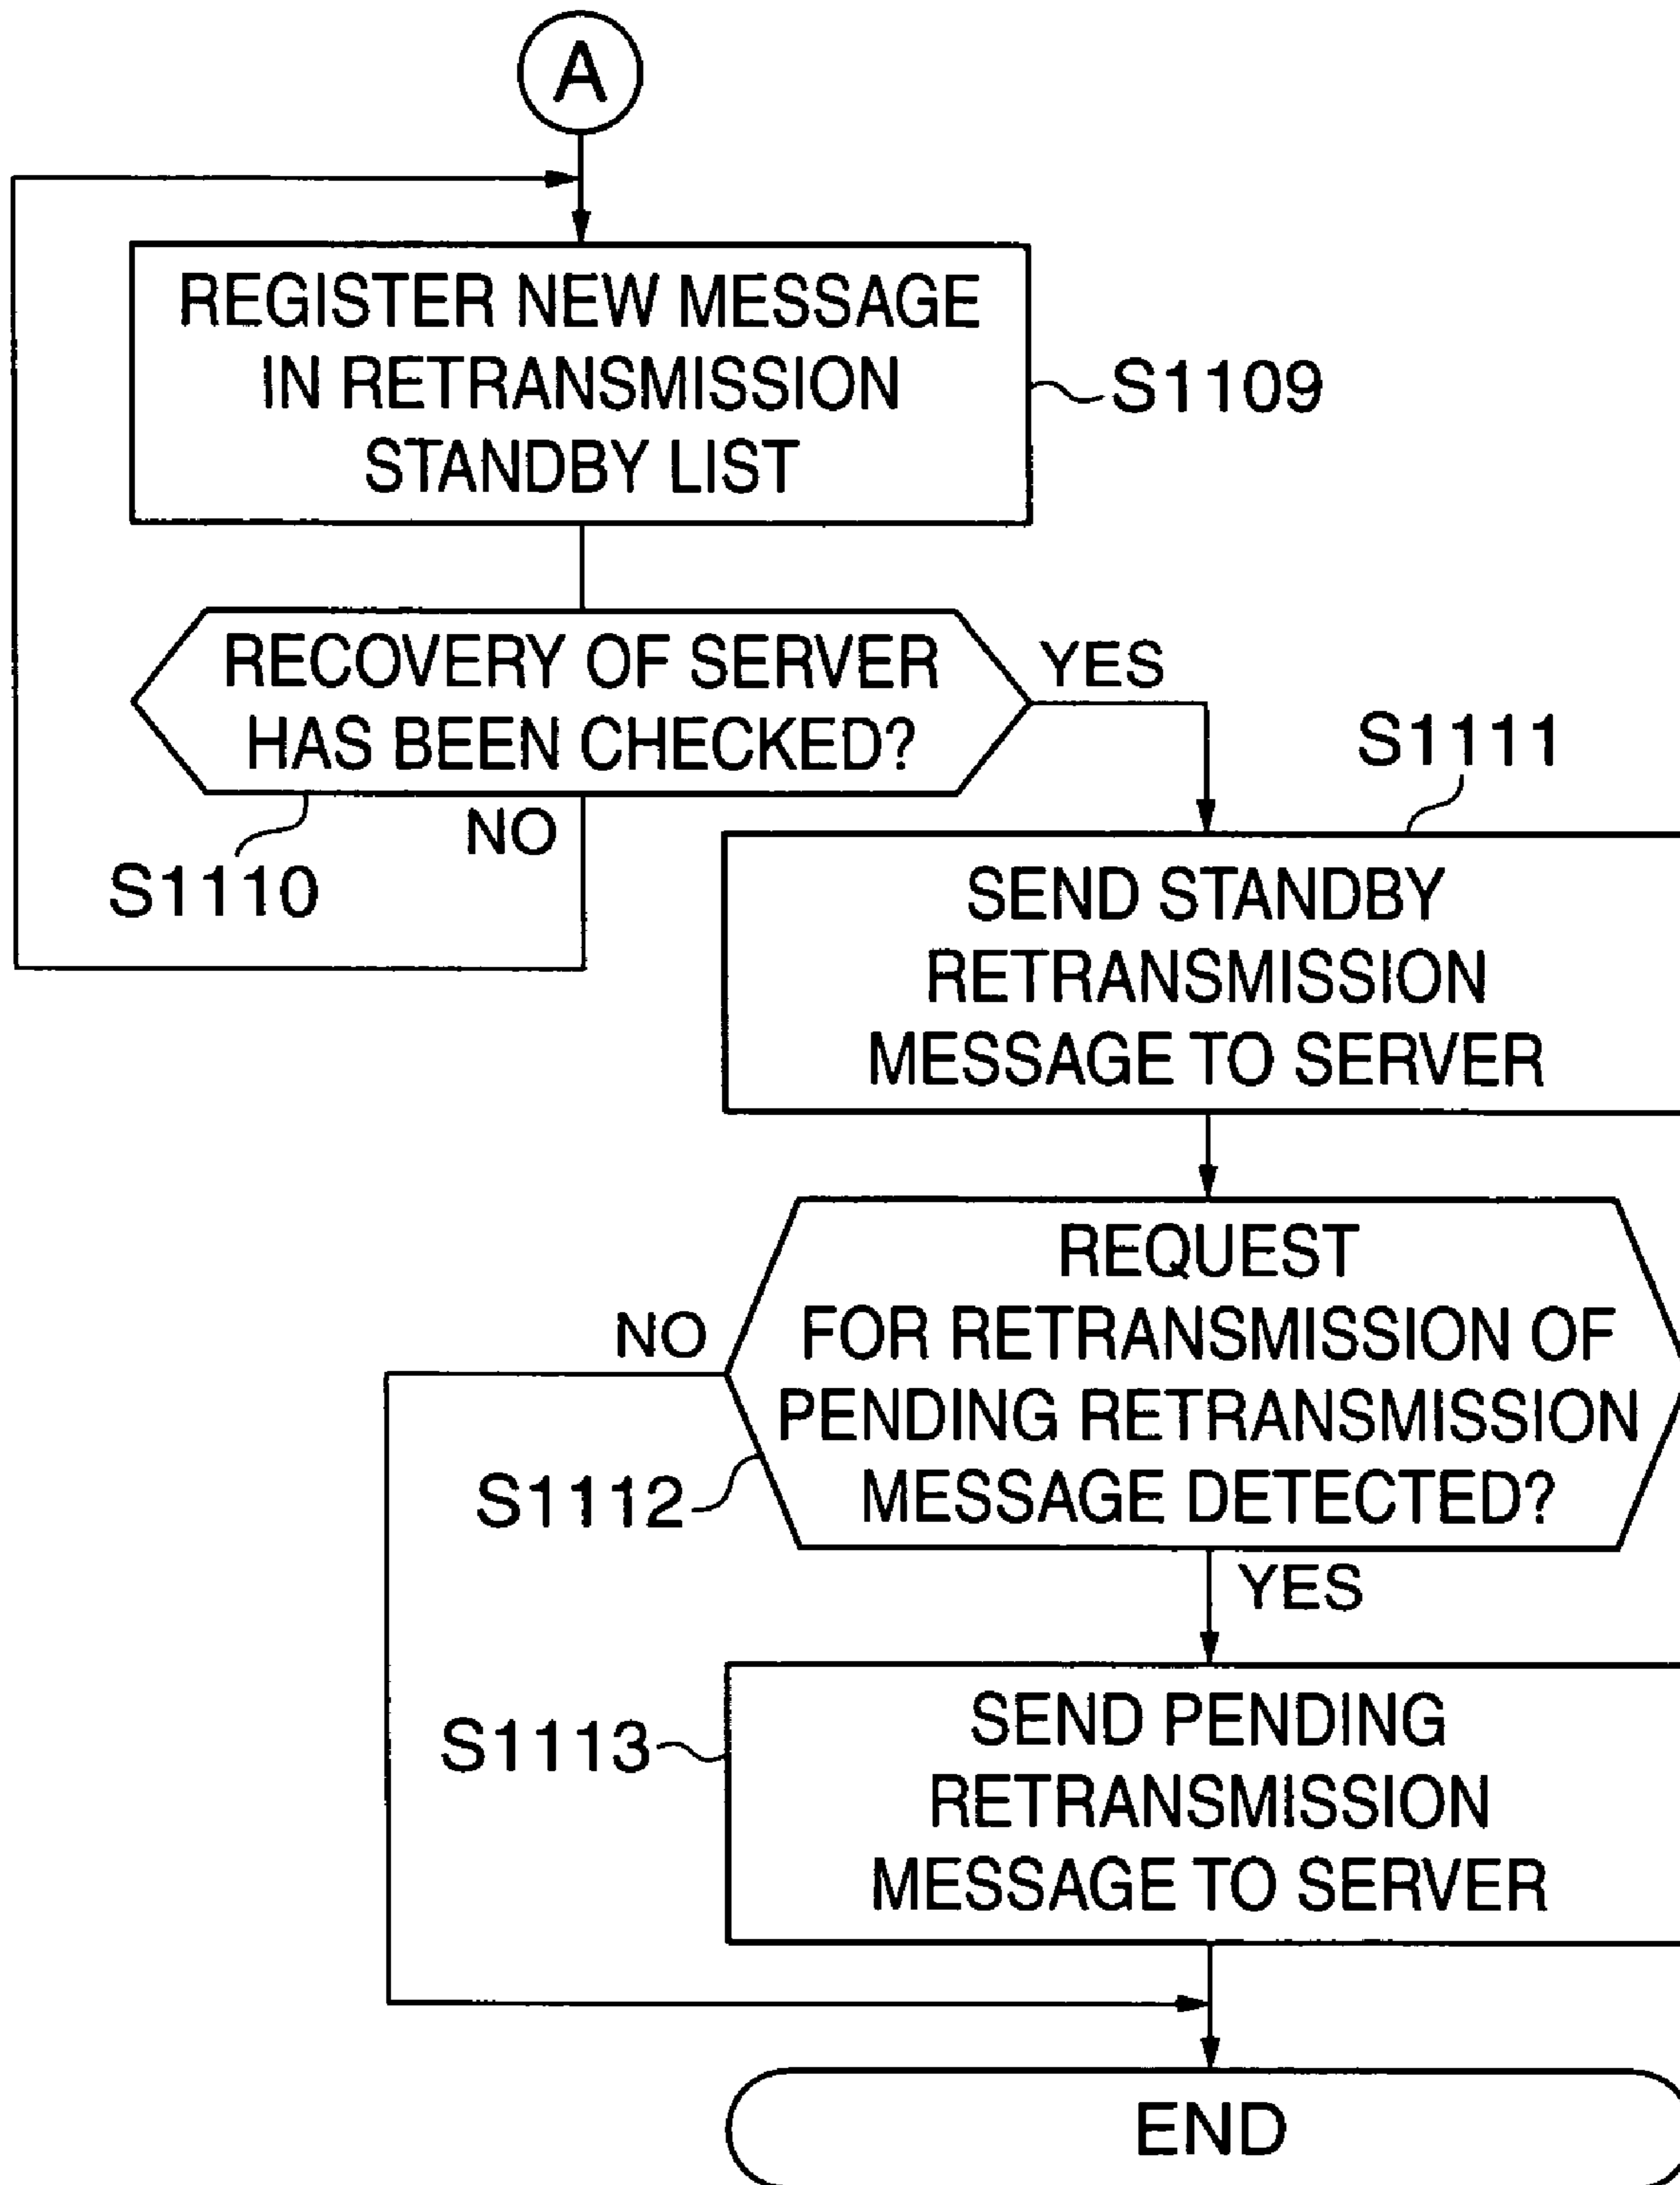 A
REGISTER NEW MESSAGE
IN RETRANSMISSION
STANDBY LIST
S1109
RECOVERY OF SERVER
HAS BEEN CHECKED?
YES
NO
S1110
S1111
SEND STANDBY
RETRANSMISSION
MESSAGE TO SERVER
REQUEST
FOR RETRANSMISSION OF
PENDING RETRANSMISSION
MESSAGE DETECTED?
NO
S1112
YES
SEND PENDING
RETRANSMISSION
MESSAGE TO SERVER
S1113
END